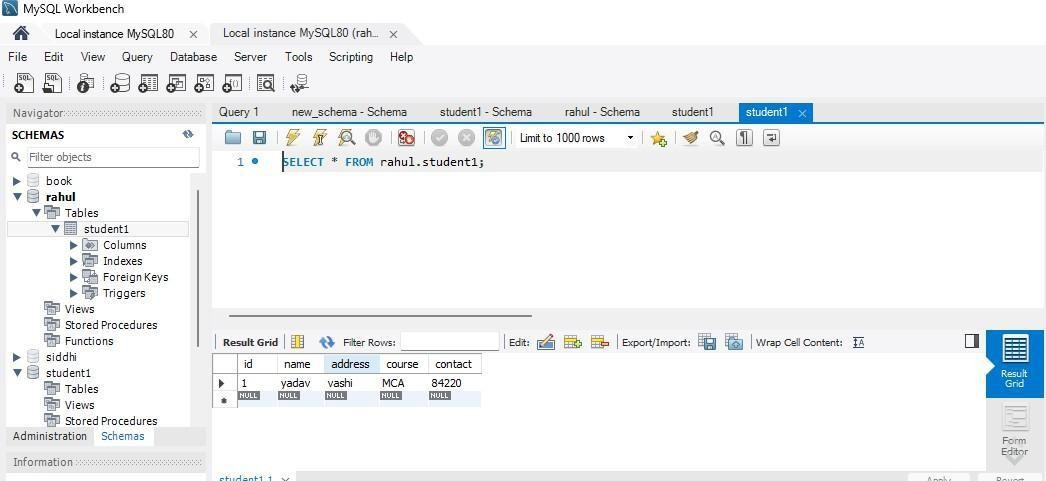 MySQL Workbench
Local instance MySQL80 × Local instance MySQL80 (rah... ×
File Edit View Query Database Server Tools Scripting Help
Navigator
SCHEMAS
Filter objects
book
rahul
Tables
student1
Columns
Indexes
Foreign Keys
Triggers
Views
Stored Procedures
Functions
siddhi
student1
Tables
Views
Stored Procedures
Administration Schemas
Information
Query 1 new_schema - Schema student1 - Schema rahul - Schema student1 student1 ×
Limit to 1000 rows
1 SELECT * FROM rahul.student1;
Result Grid Filter Rows: Edit: Export/Import: Wrap Cell Content:
id name address course contact
1 yadav vashi MCA 84220
NULL NULL NULL NULL NULL
Result
Grid
Form
Editor
student1 1 Apply Revert